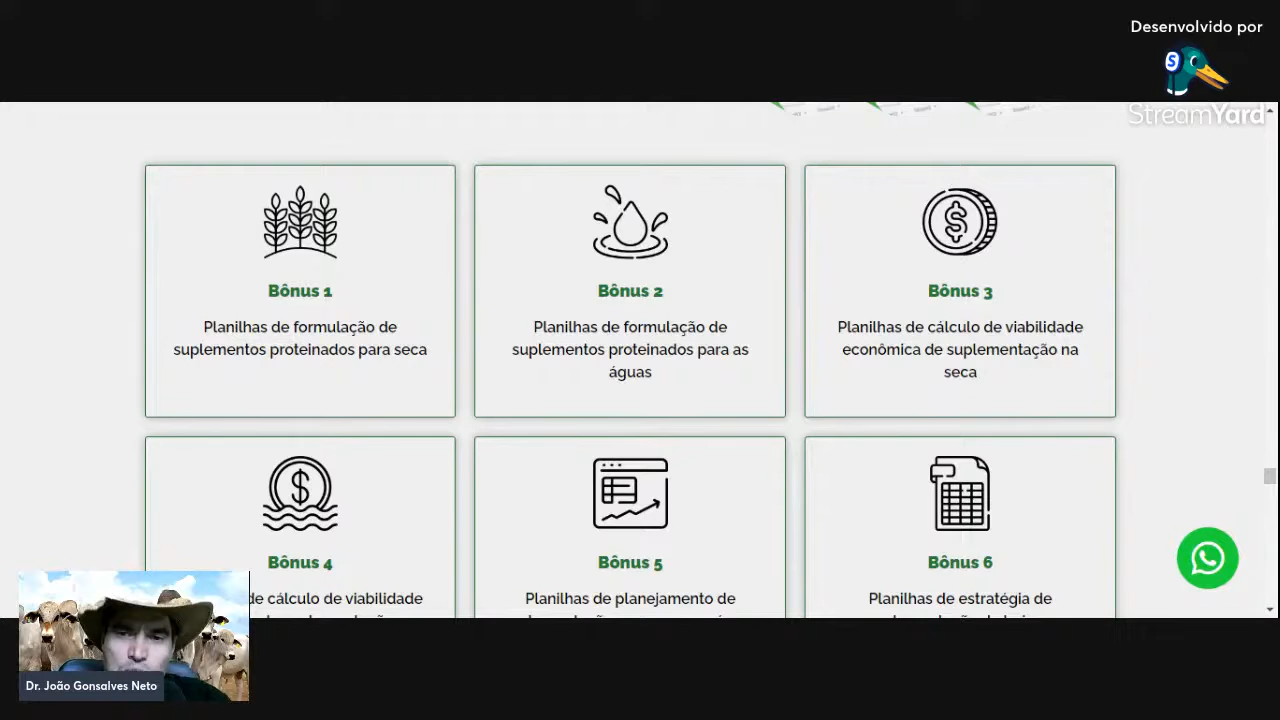 Desenvolvido por
StreamYard
Bônus 1
Planilhas de formulação de
suplementos proteinados para seca
Bônus 2
Planilhas de formulação de
suplementos proteinados para as
águas
Bônus 3
Planilhas de cálculo de viabilidade
econômica de suplementação na
seca
Bônus 4
de cálculo de viabilidade
Bônus 5
Planilhas de planejamento de
Bônus 6
Planilhas de estratégia de
Dr. João Gonsalves Neto